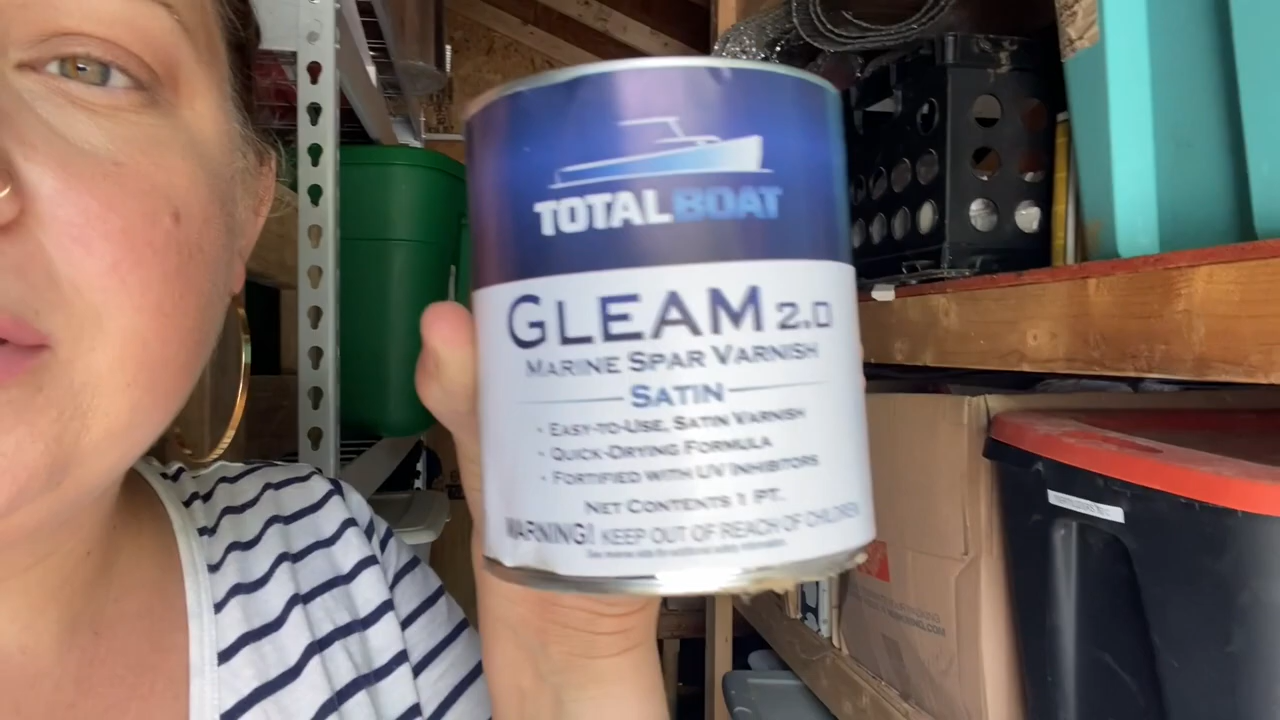 TOTALBOAT
GLEAM 2.0
MARINE SPAR VARNISH
SATIN
• EASY-TO-USE, SATIN VARNISH
• QUICK-DRYING FORMULA
• FORTIFIED WITH UV INHIBITORS
NET CONTENTS 1 PT.
WARNING! KEEP OUT OF REACH OF CHILDREN